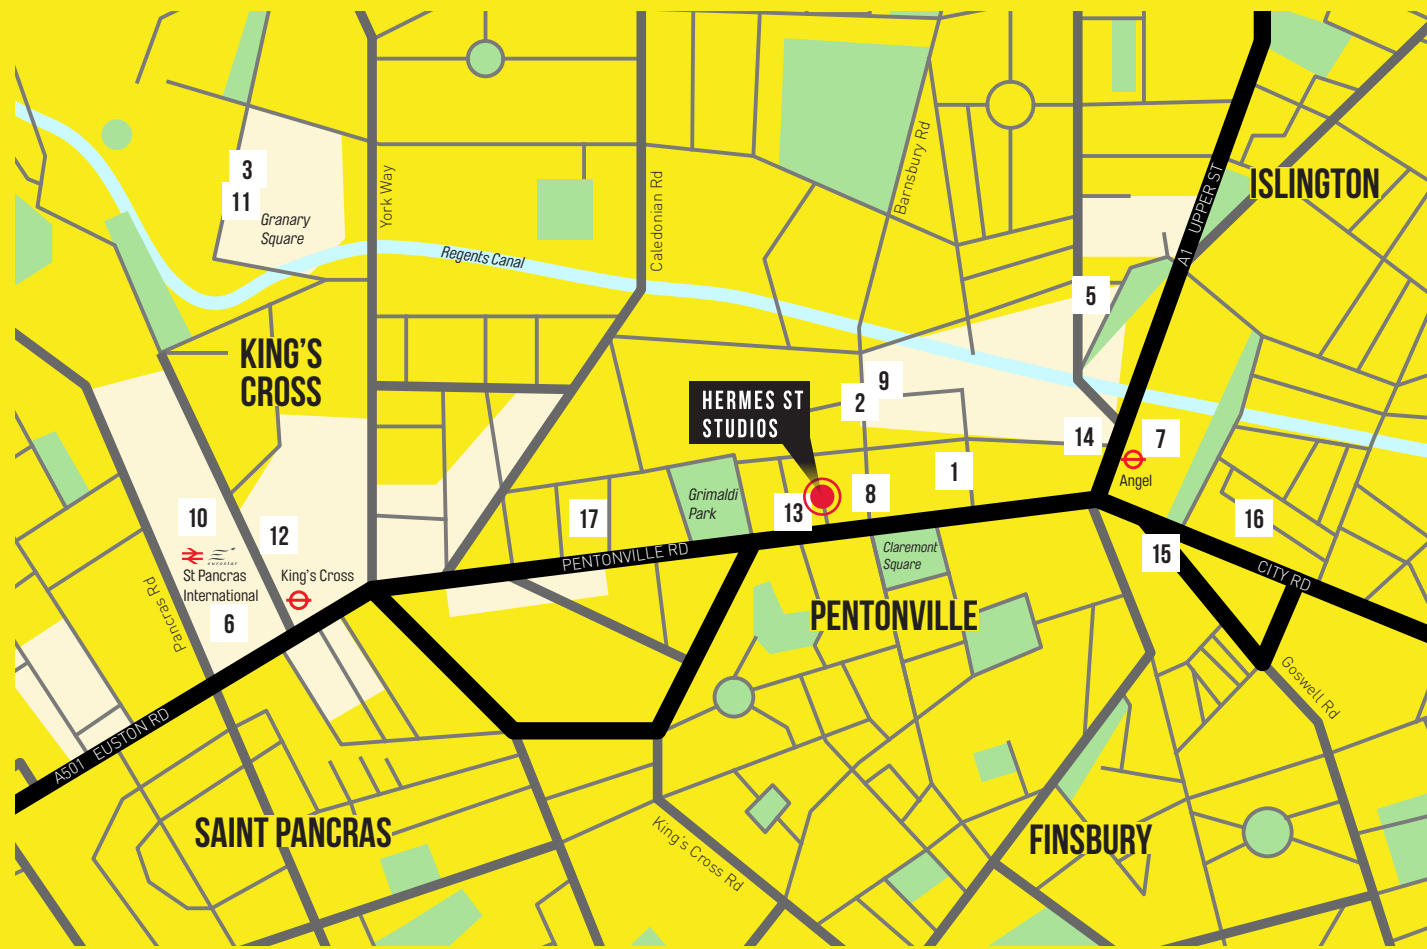 3
11
Granary
Square
York Way
Regents Canal
Caledonian Rd
Barnsbury Rd
A1 UPPER ST
ISLINGTON
5
KING'S
CROSS
HERMES ST
STUDIOS
9
2
14
7
Angel
1
8
13
17
Grimaldi
Park
16
15
CITY RD
Claremont
Square
PENTONVILLE RD
PENTONVILLE
10
eurostar
St Pancras
International
6
12
King's Cross
Pancras Rd
A501 EUSTON RD
Goswell Rd
SAINT PANCRAS
King's Cross Rd
FINSBURY